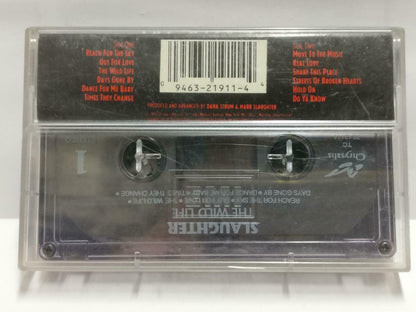 Side One
Reach For The Sky
Out For Love
The Wild Life
Days Gone By
Dance For Me Baby
Times They Change
Side Two
Move To The Music
Real Love
Shake This Place
Streets Of Broken Hearts
Hold On
Do Ya Know
9463-21911-4 4
Produced and Arranged by Dana Strum & Mark Slaughter
1
Chrysalis
TC
SLAUGHTER
THE WILD LIFE
REACH FOR THE SKY • OUT FOR LOVE • THE WILD LIFE •
DAYS GONE BY • DANCE FOR ME BABY • TIMES THEY CHANGE